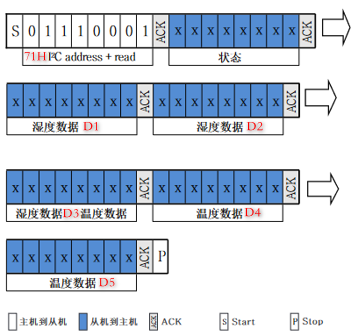 S 0 1 1 1 0 0 0 1 ACK x x x x x x x x ACK
71H I²C address + read 状态
x x x x x x x x ACK x x x x x x x x ACK
湿度数据 D1 湿度数据 D2
x x x x x x x x ACK x x x x x x x x ACK
湿度数据D3温度数据 温度数据 D4
x x x x x x x x ACK P
温度数据 D5
主机到从机 从机到主机 ACK ACK S Start P Stop